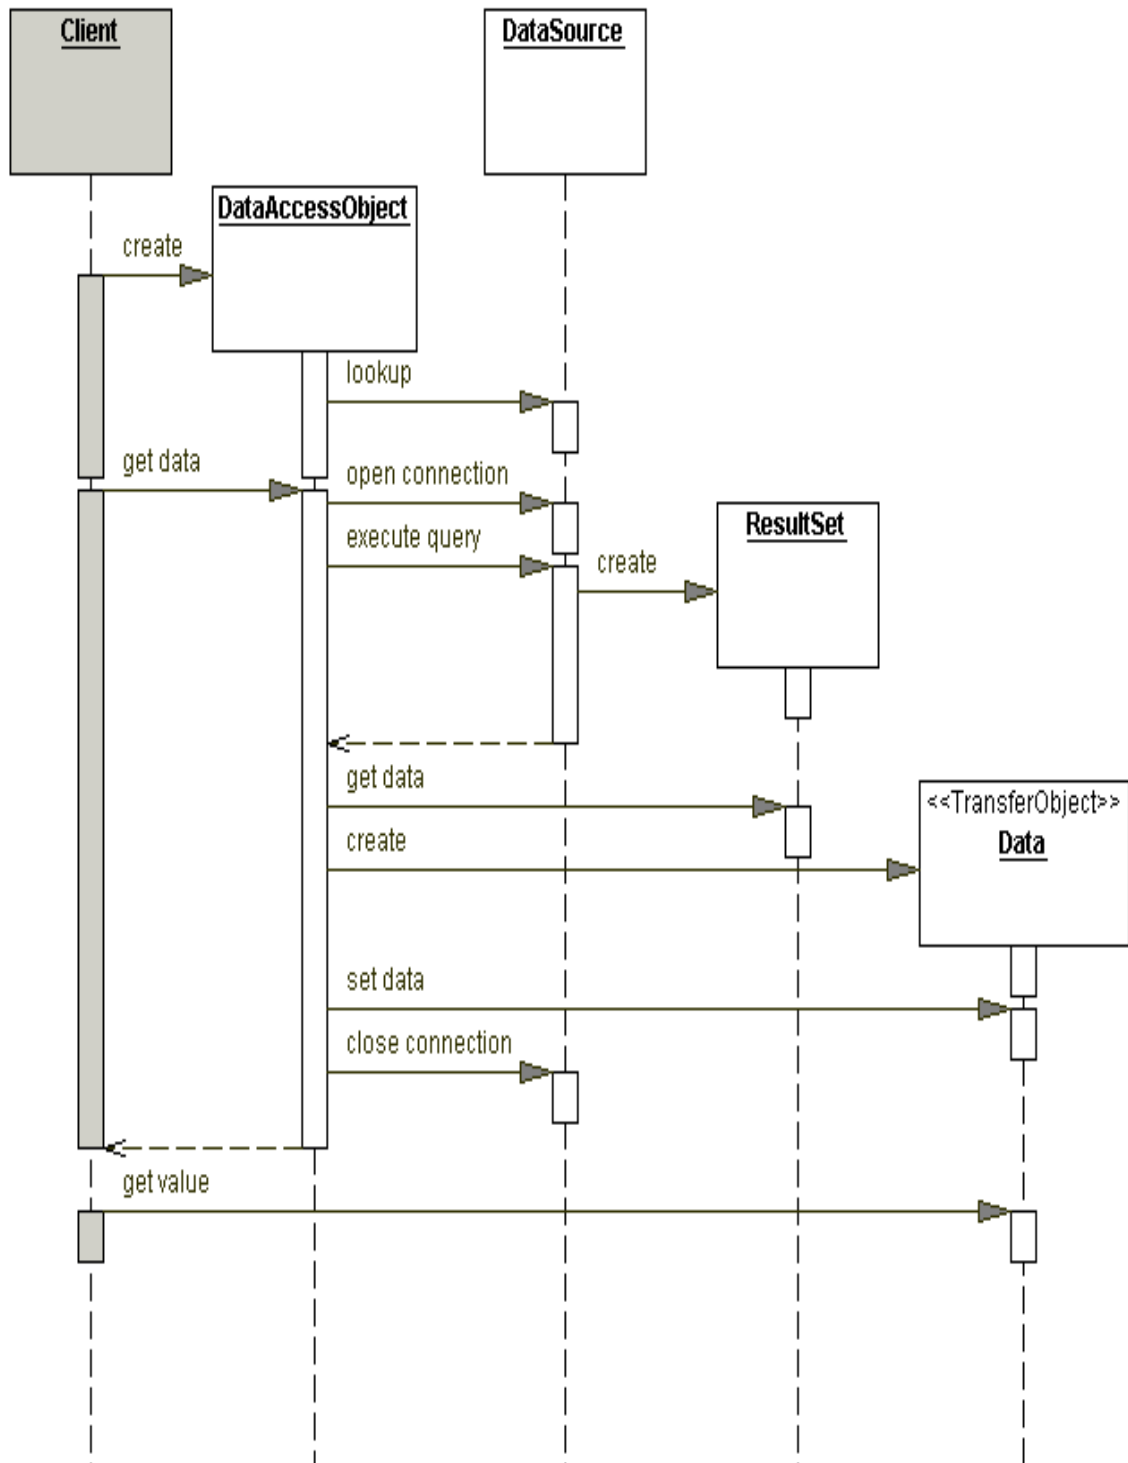 Client
DataSource
DataAccessObject
create
lookup
get data
open connection
ResultSet
execute query
create
get data
<<TransferObject>>
Data
create
set data
close connection
get value